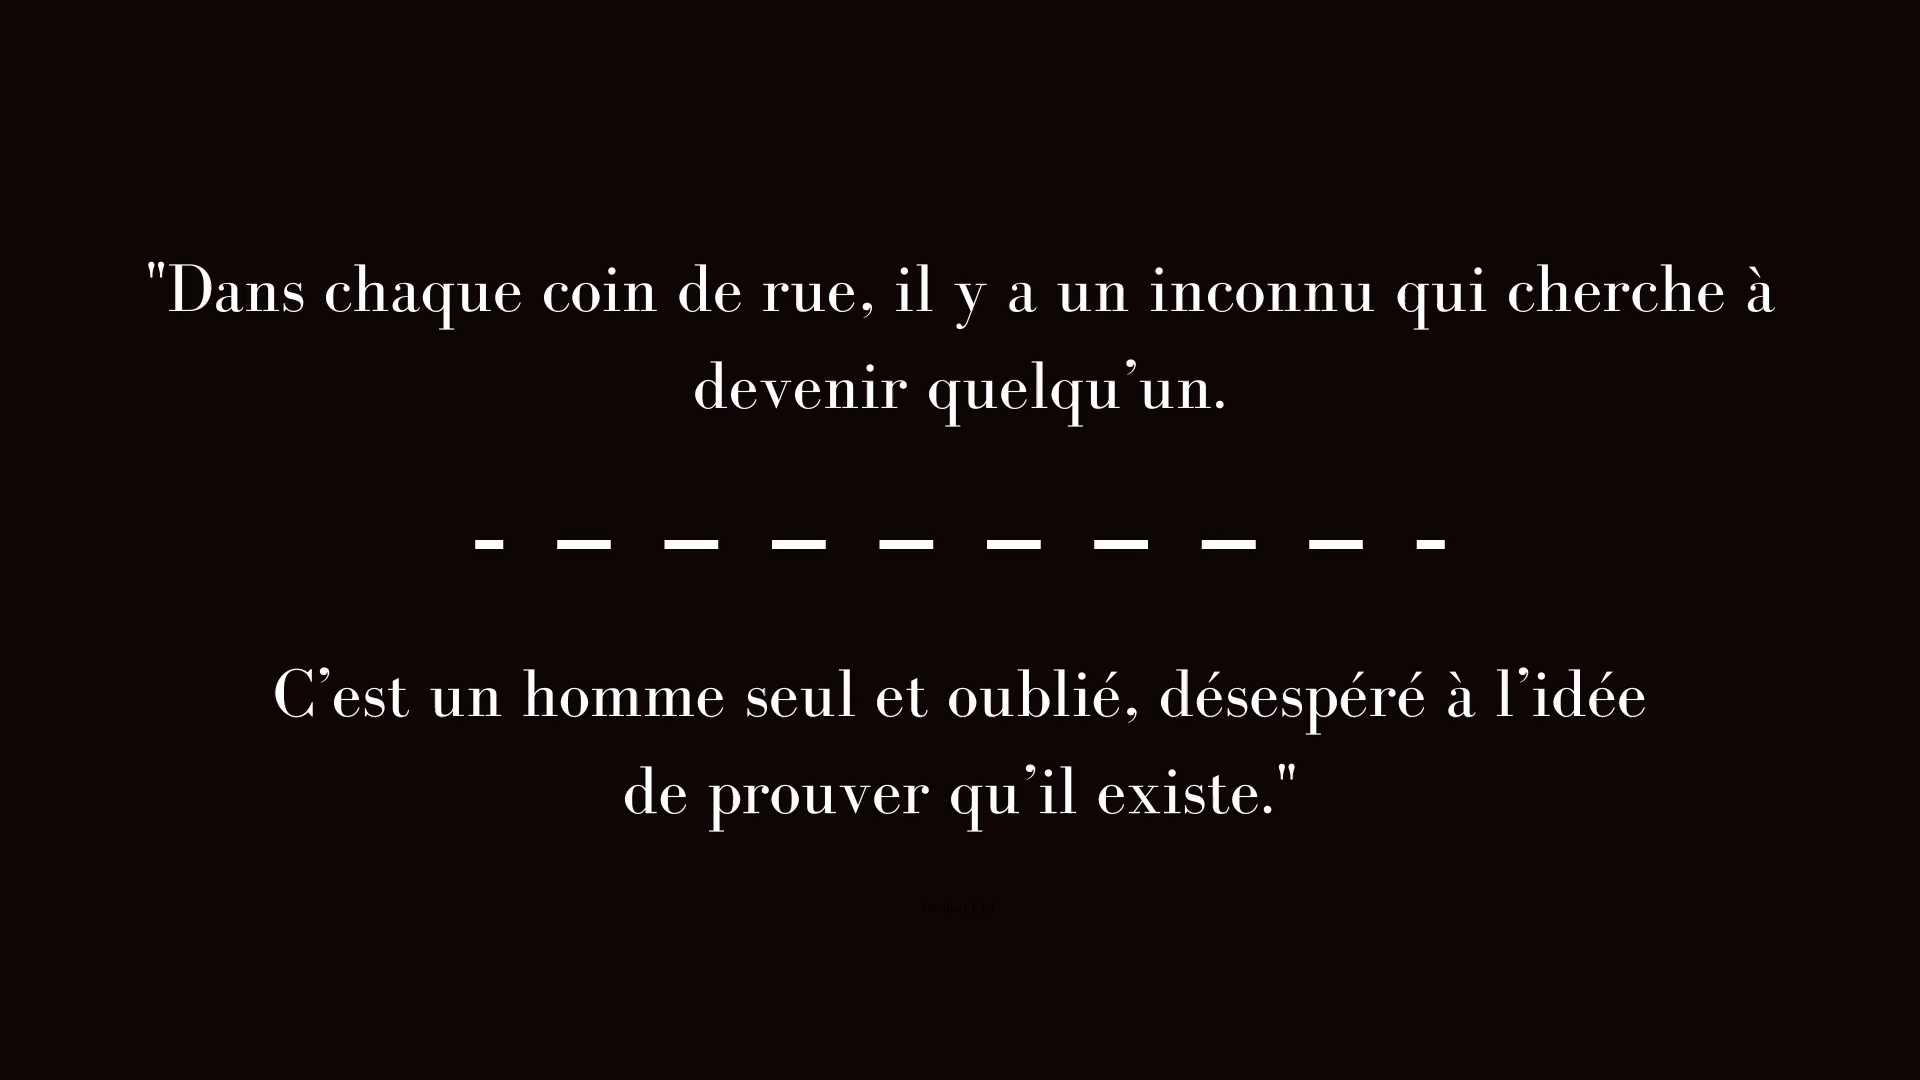 "Dans chaque coin de rue, il y a un inconnu qui cherche à
devenir quelqu’un.
C’est un homme seul et oublié, désespéré à l’idée
de prouver qu’il existe."